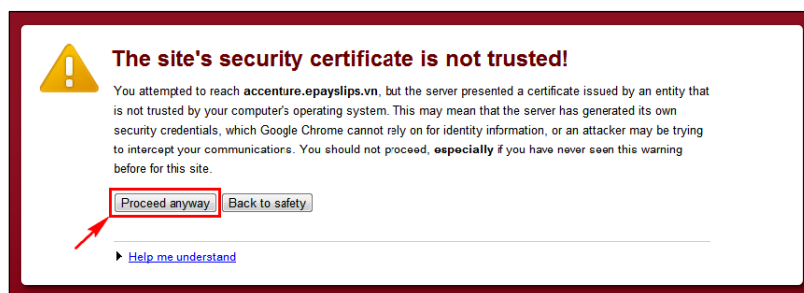 The site's security certificate is not trusted!
You attempted to reach accenture.epayslips.vn, but the server presented a certificate issued by an entity that
is not trusted by your computer's operating system. This may mean that the server has generated its own
security credentials, which Google Chrome cannot rely on for identity information, or an attacker may be trying
to intercept your communications. You should not proceed, especially if you have never seen this warning
before for this site.
Proceed anyway Back to safety
Help me understand